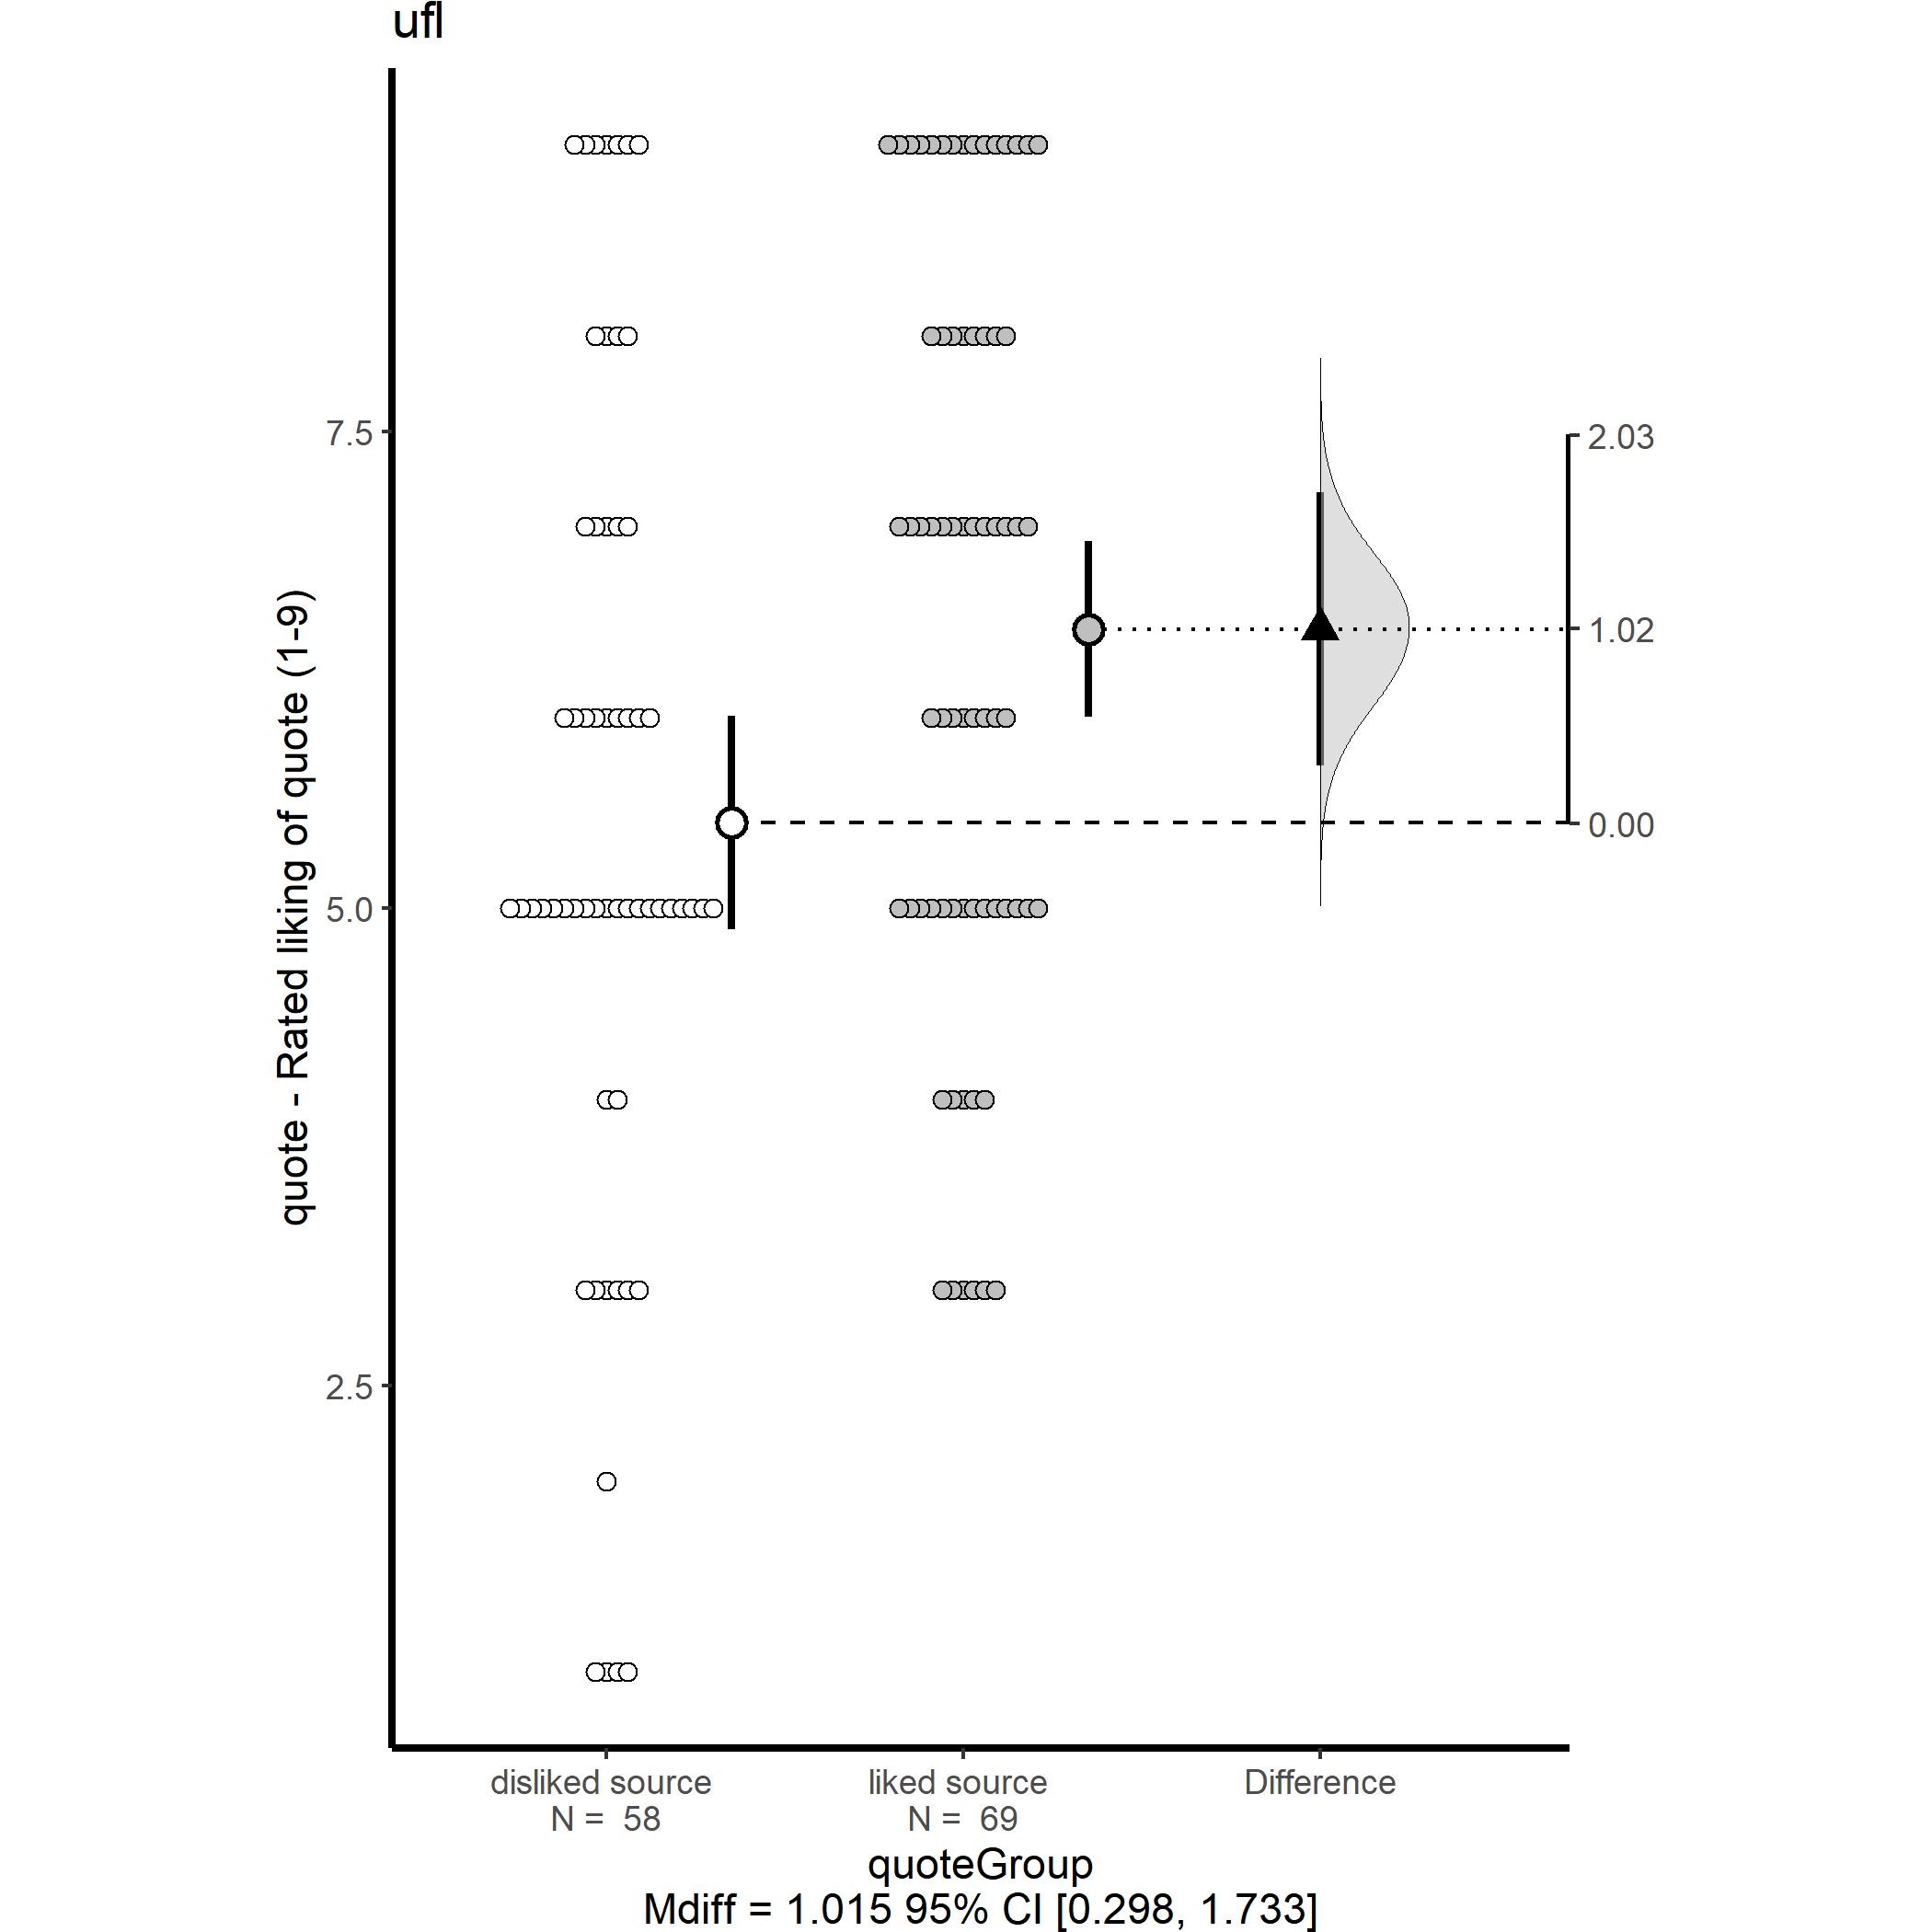 ufl
quote - Rated liking of quote (1-9)
7.5
5.0
2.5
2.03
1.02
0.00
disliked source
N =  58
liked source
N =  69
Difference
quoteGroup
Mdiff = 1.015 95% CI [0.298, 1.733]